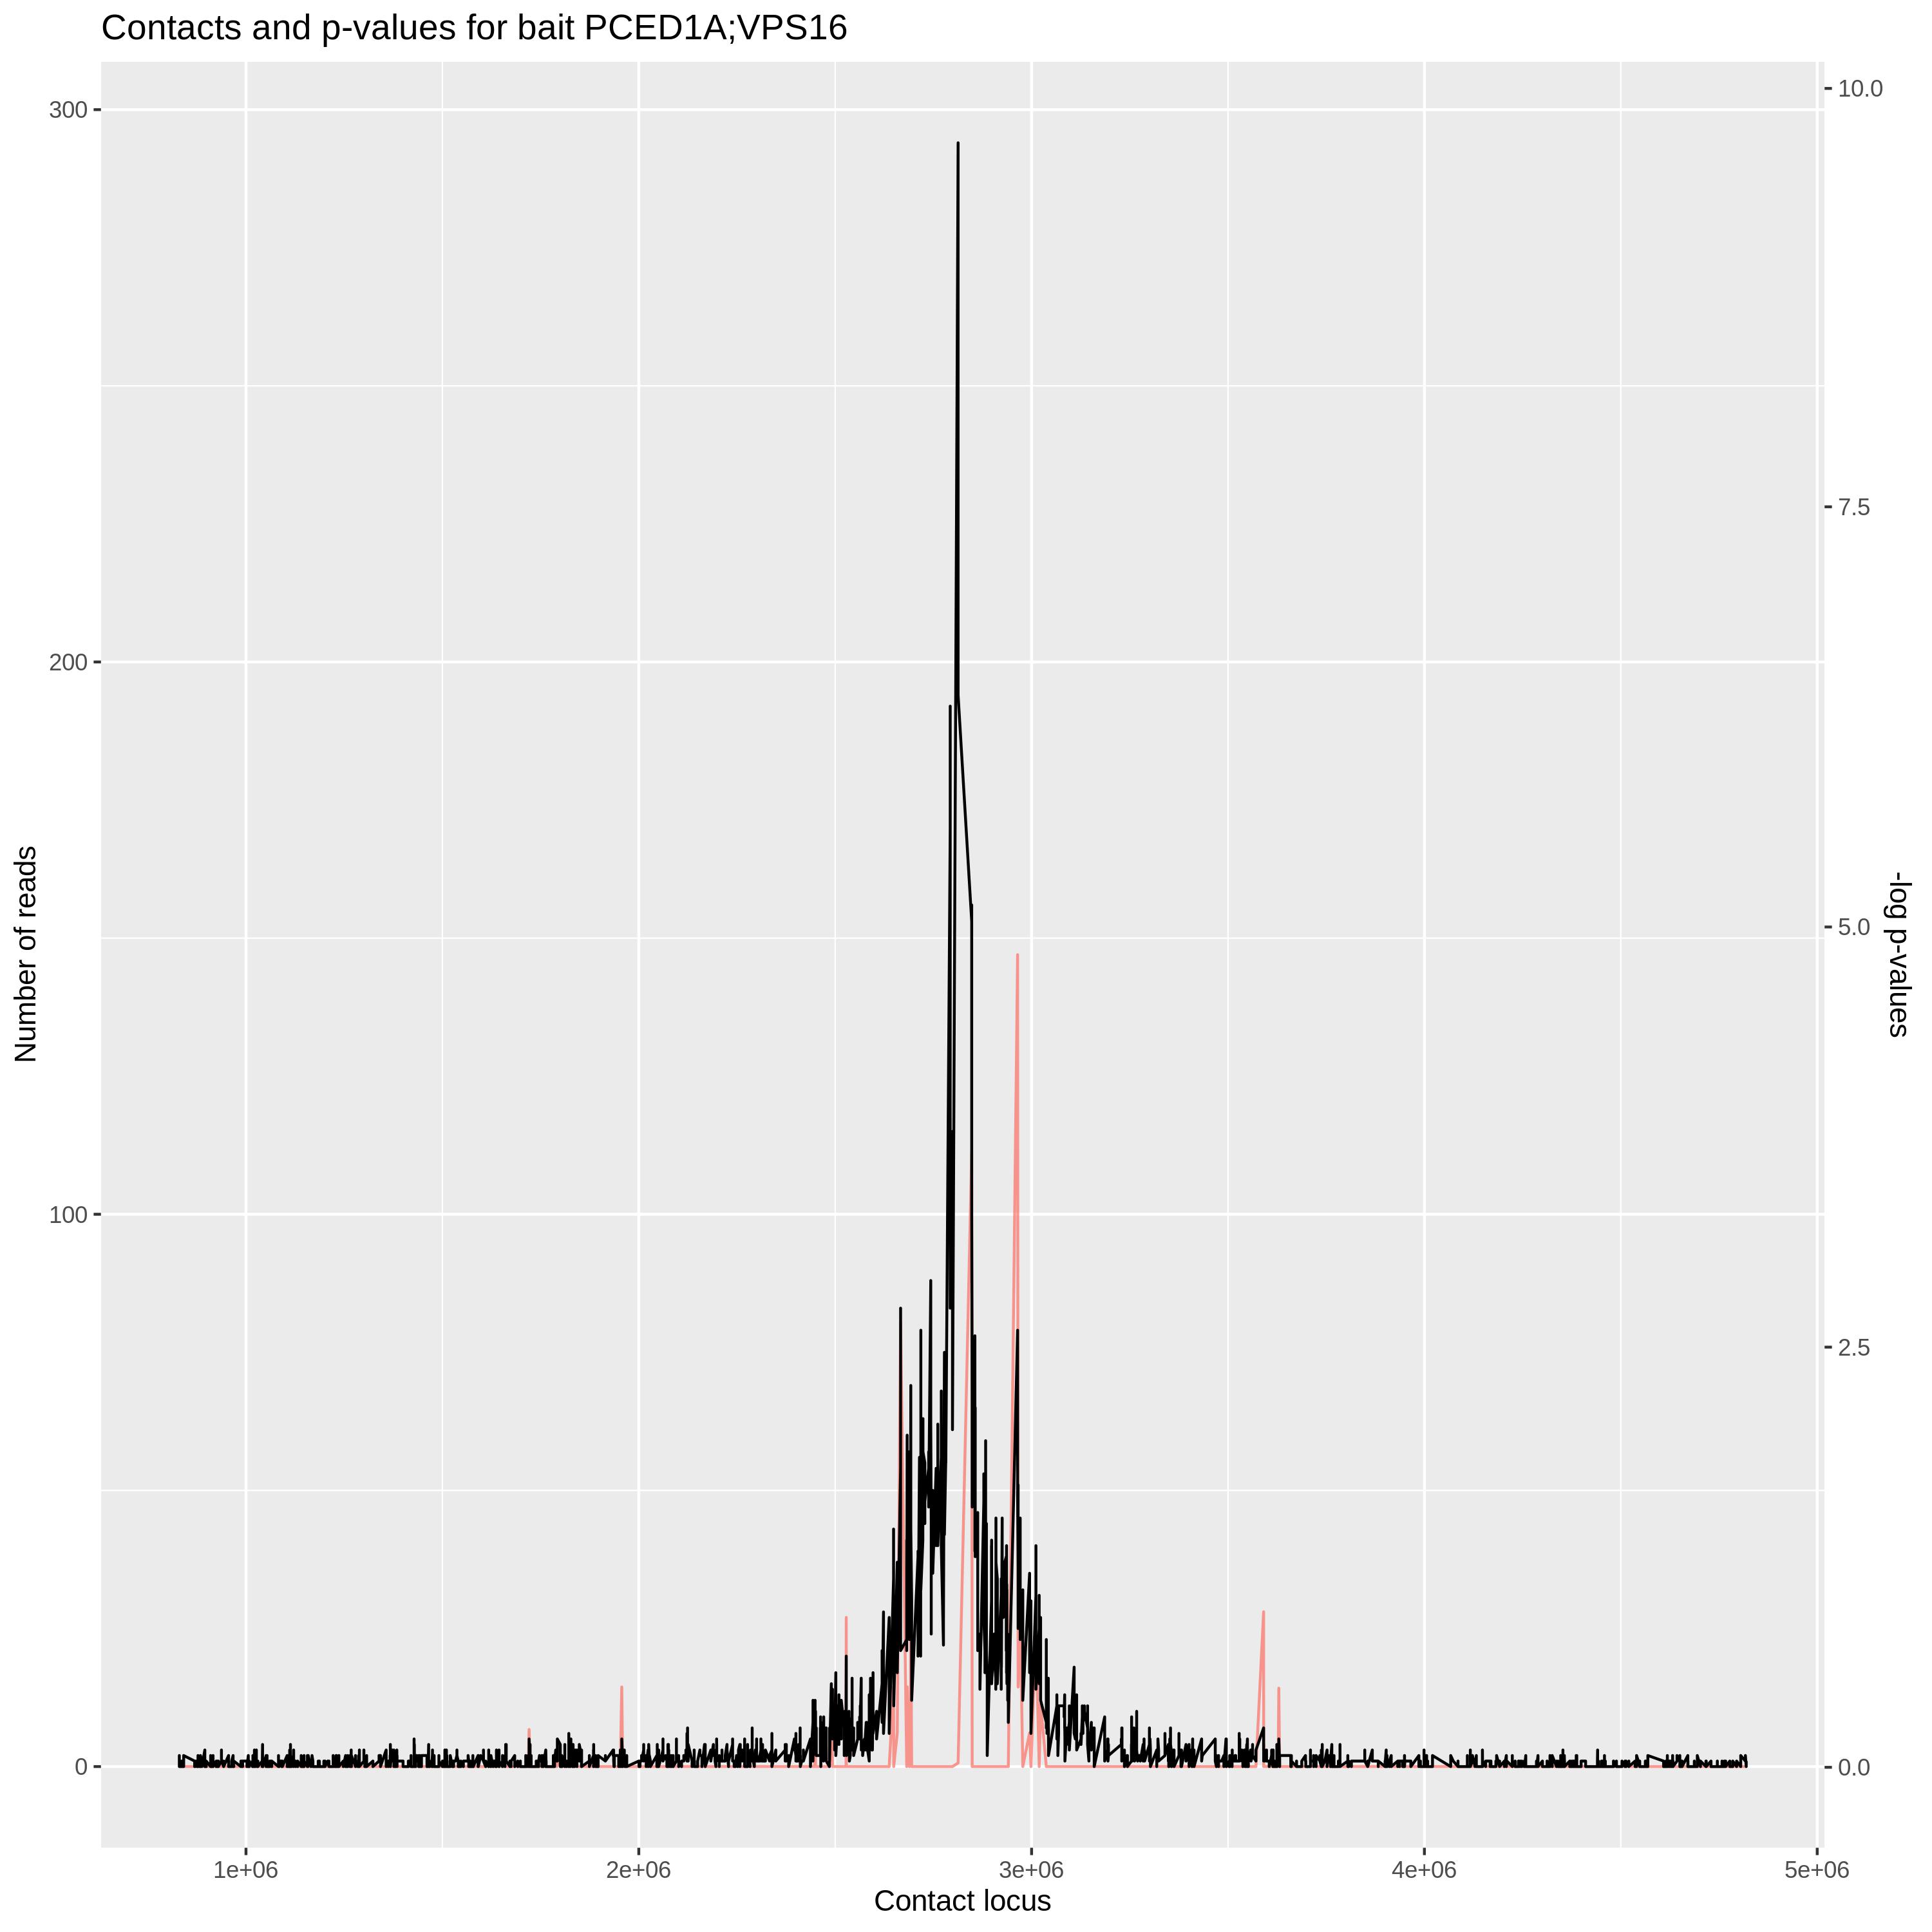 Contacts and p-values for bait PCED1A;VPS16
300
200
100
0
Number of reads
10.0
7.5
5.0
2.5
0.0
-log p-values
1e+06
2e+06
3e+06
4e+06
5e+06
Contact locus